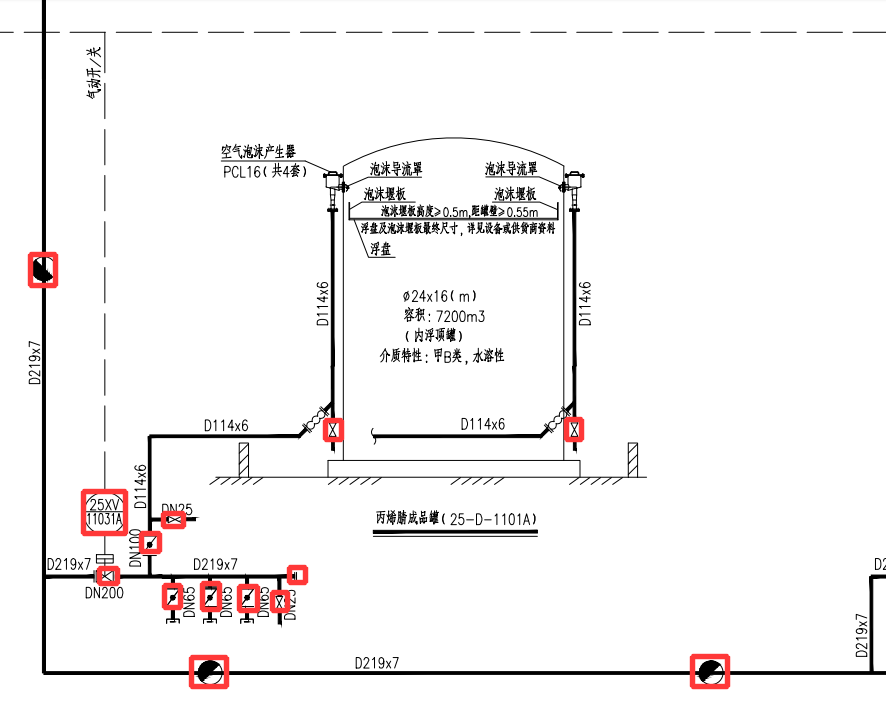 气动开/关
空气泡沫产生器
PCL16(共4套)
泡沫导流罩
泡沫导流罩
泡沫堰板
泡沫堰板
泡沫堰板高度≥0.5m,距罐壁≥0.55m
浮盘及泡沫堰板最终尺寸,详见设备或供货商资料
浮盘
D114x6
D114x6
ø24x16(m)
容积:7200m3
(内浮顶罐)
介质特性:甲B类,水溶性
D219x7
D114x6
D114x6
D114x6
25XV
11031A
DN25
DN100
丙烯腈成品罐(25-D-1101A)
D219x7
D219x7
DN200
DN65
DN65
DN65
DN25
D219x7
D219x7